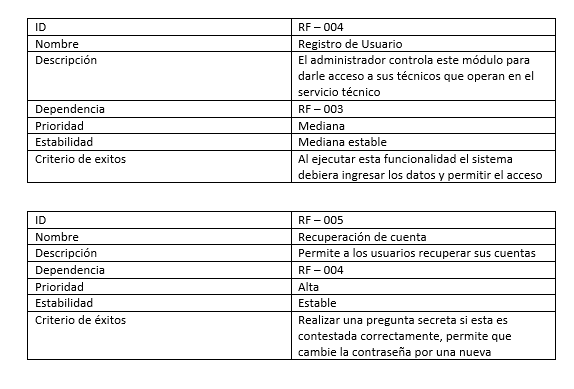 ID RF – 004
Nombre Registro de Usuario
Descripción El administrador controla este módulo para
darle acceso a sus técnicos que operan en el
servicio técnico
Dependencia RF – 003
Prioridad Mediana
Estabilidad Mediana estable
Criterio de exitos Al ejecutar esta funcionalidad el sistema
debiera ingresar los datos y permitir el acceso
ID RF – 005
Nombre Recuperación de cuenta
Descripción Permite a los usuarios recuperar sus cuentas
Dependencia RF – 004
Prioridad Alta
Estabilidad Estable
Criterio de éxitos Realizar una pregunta secreta si esta es
contestada correctamente, permite que
cambie la contraseña por una nueva